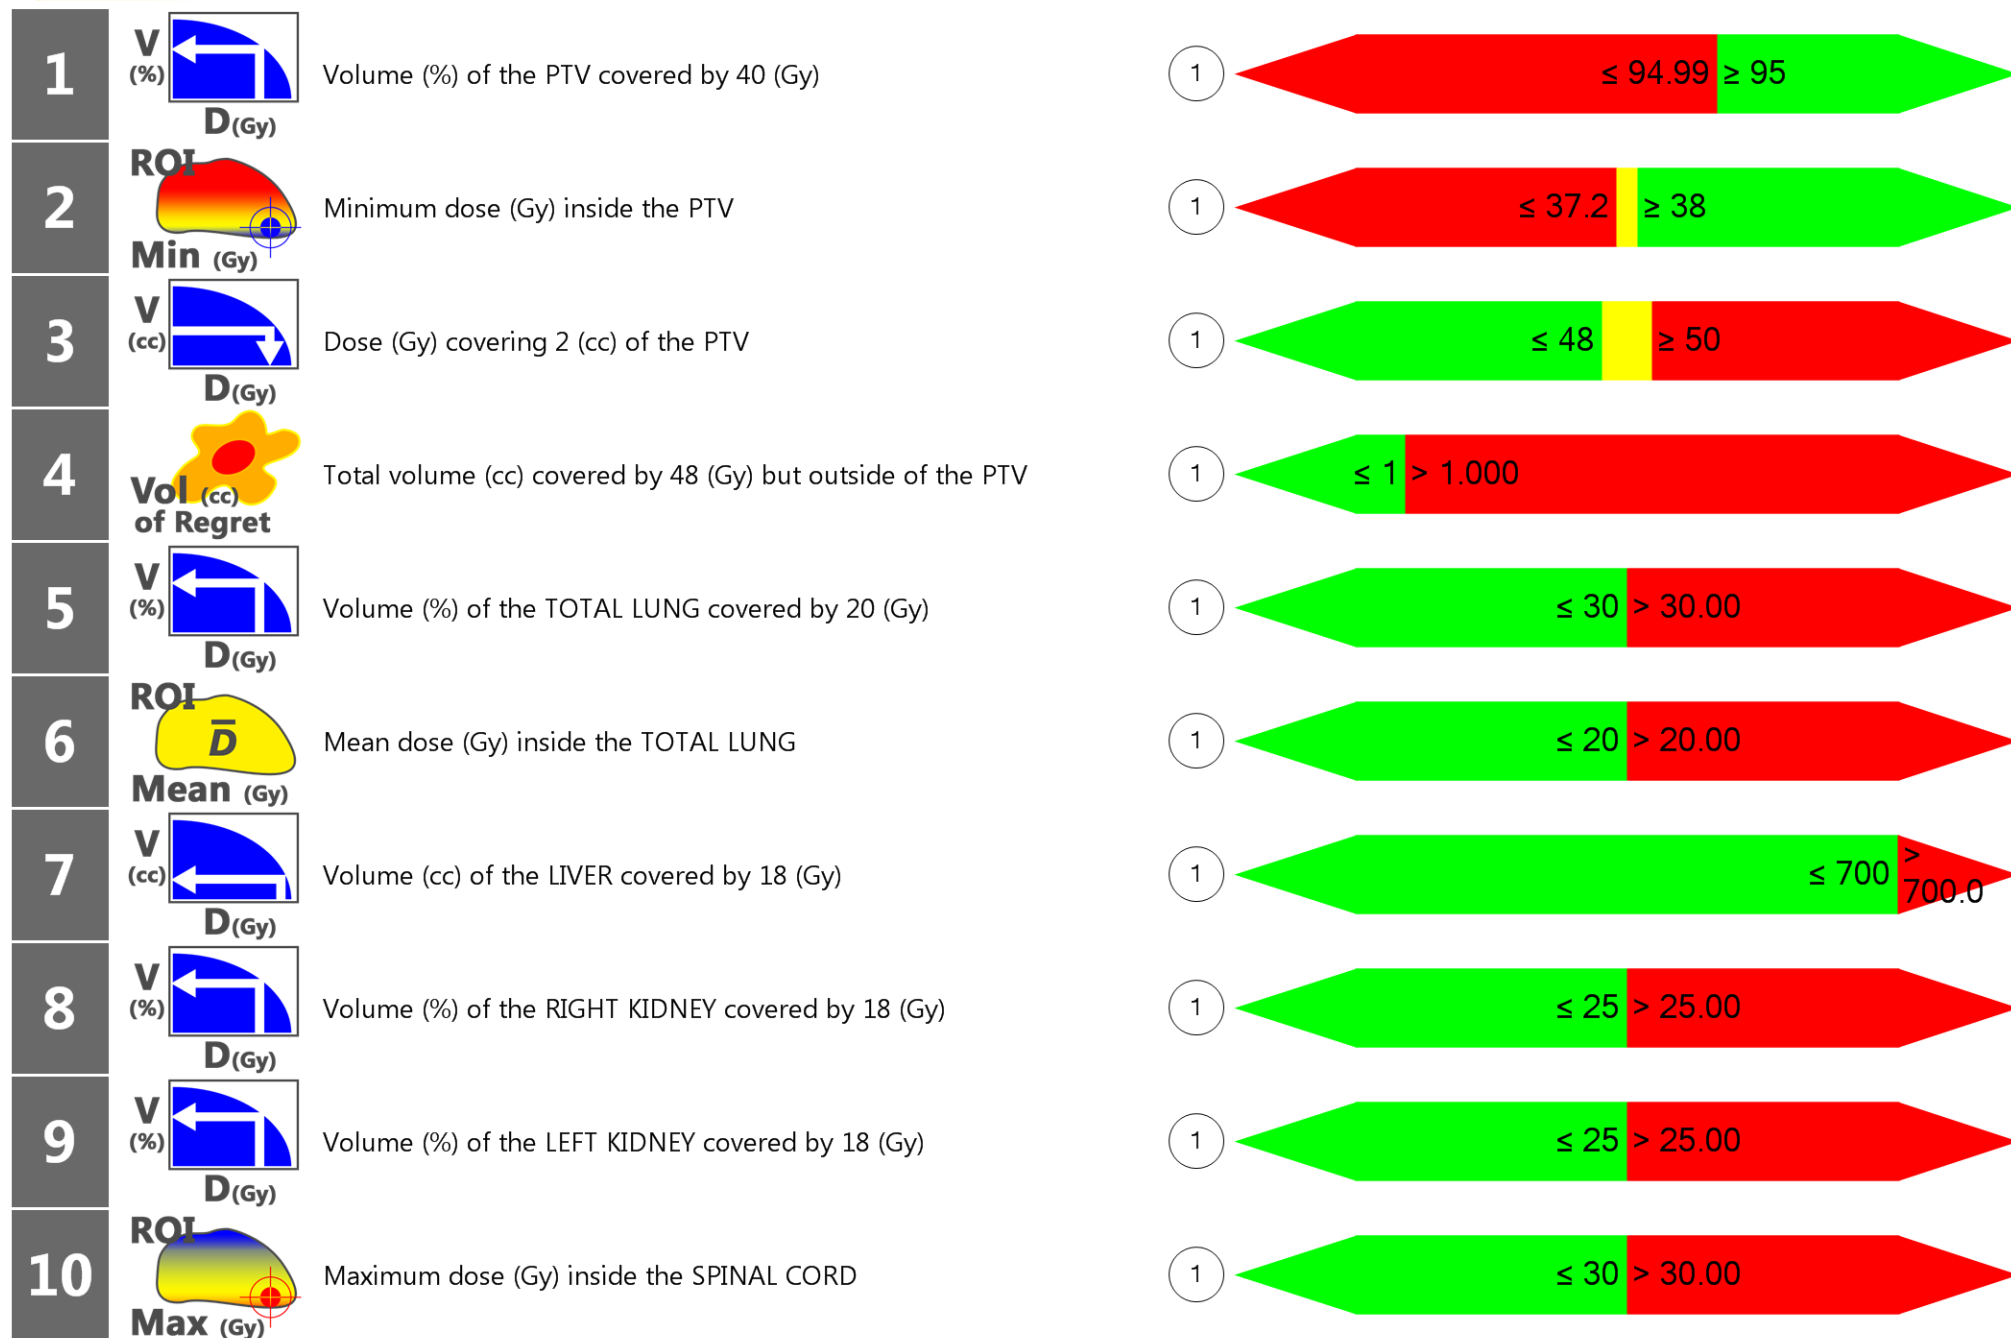 1
V
(%)
D(Gy)
Volume (%) of the PTV covered by 40 (Gy)
1
≤ 94.99 ≥ 95
2
ROI
Min (Gy)
Minimum dose (Gy) inside the PTV
1
≤ 37.2 ≥ 38
3
V
(cc)
D(Gy)
Dose (Gy) covering 2 (cc) of the PTV
1
≤ 48 ≥ 50
4
Vol (cc)
of Regret
Total volume (cc) covered by 48 (Gy) but outside of the PTV
1
≤ 1 > 1.000
5
V
(%)
D(Gy)
Volume (%) of the TOTAL LUNG covered by 20 (Gy)
1
≤ 30 > 30.00
6
ROI
D̅
Mean (Gy)
Mean dose (Gy) inside the TOTAL LUNG
1
≤ 20 > 20.00
7
V
(cc)
D(Gy)
Volume (cc) of the LIVER covered by 18 (Gy)
1
≤ 700 >
700.0
8
V
(%)
D(Gy)
Volume (%) of the RIGHT KIDNEY covered by 18 (Gy)
1
≤ 25 > 25.00
9
V
(%)
D(Gy)
Volume (%) of the LEFT KIDNEY covered by 18 (Gy)
1
≤ 25 > 25.00
10
ROI
Max (Gy)
Maximum dose (Gy) inside the SPINAL CORD
1
≤ 30 > 30.00